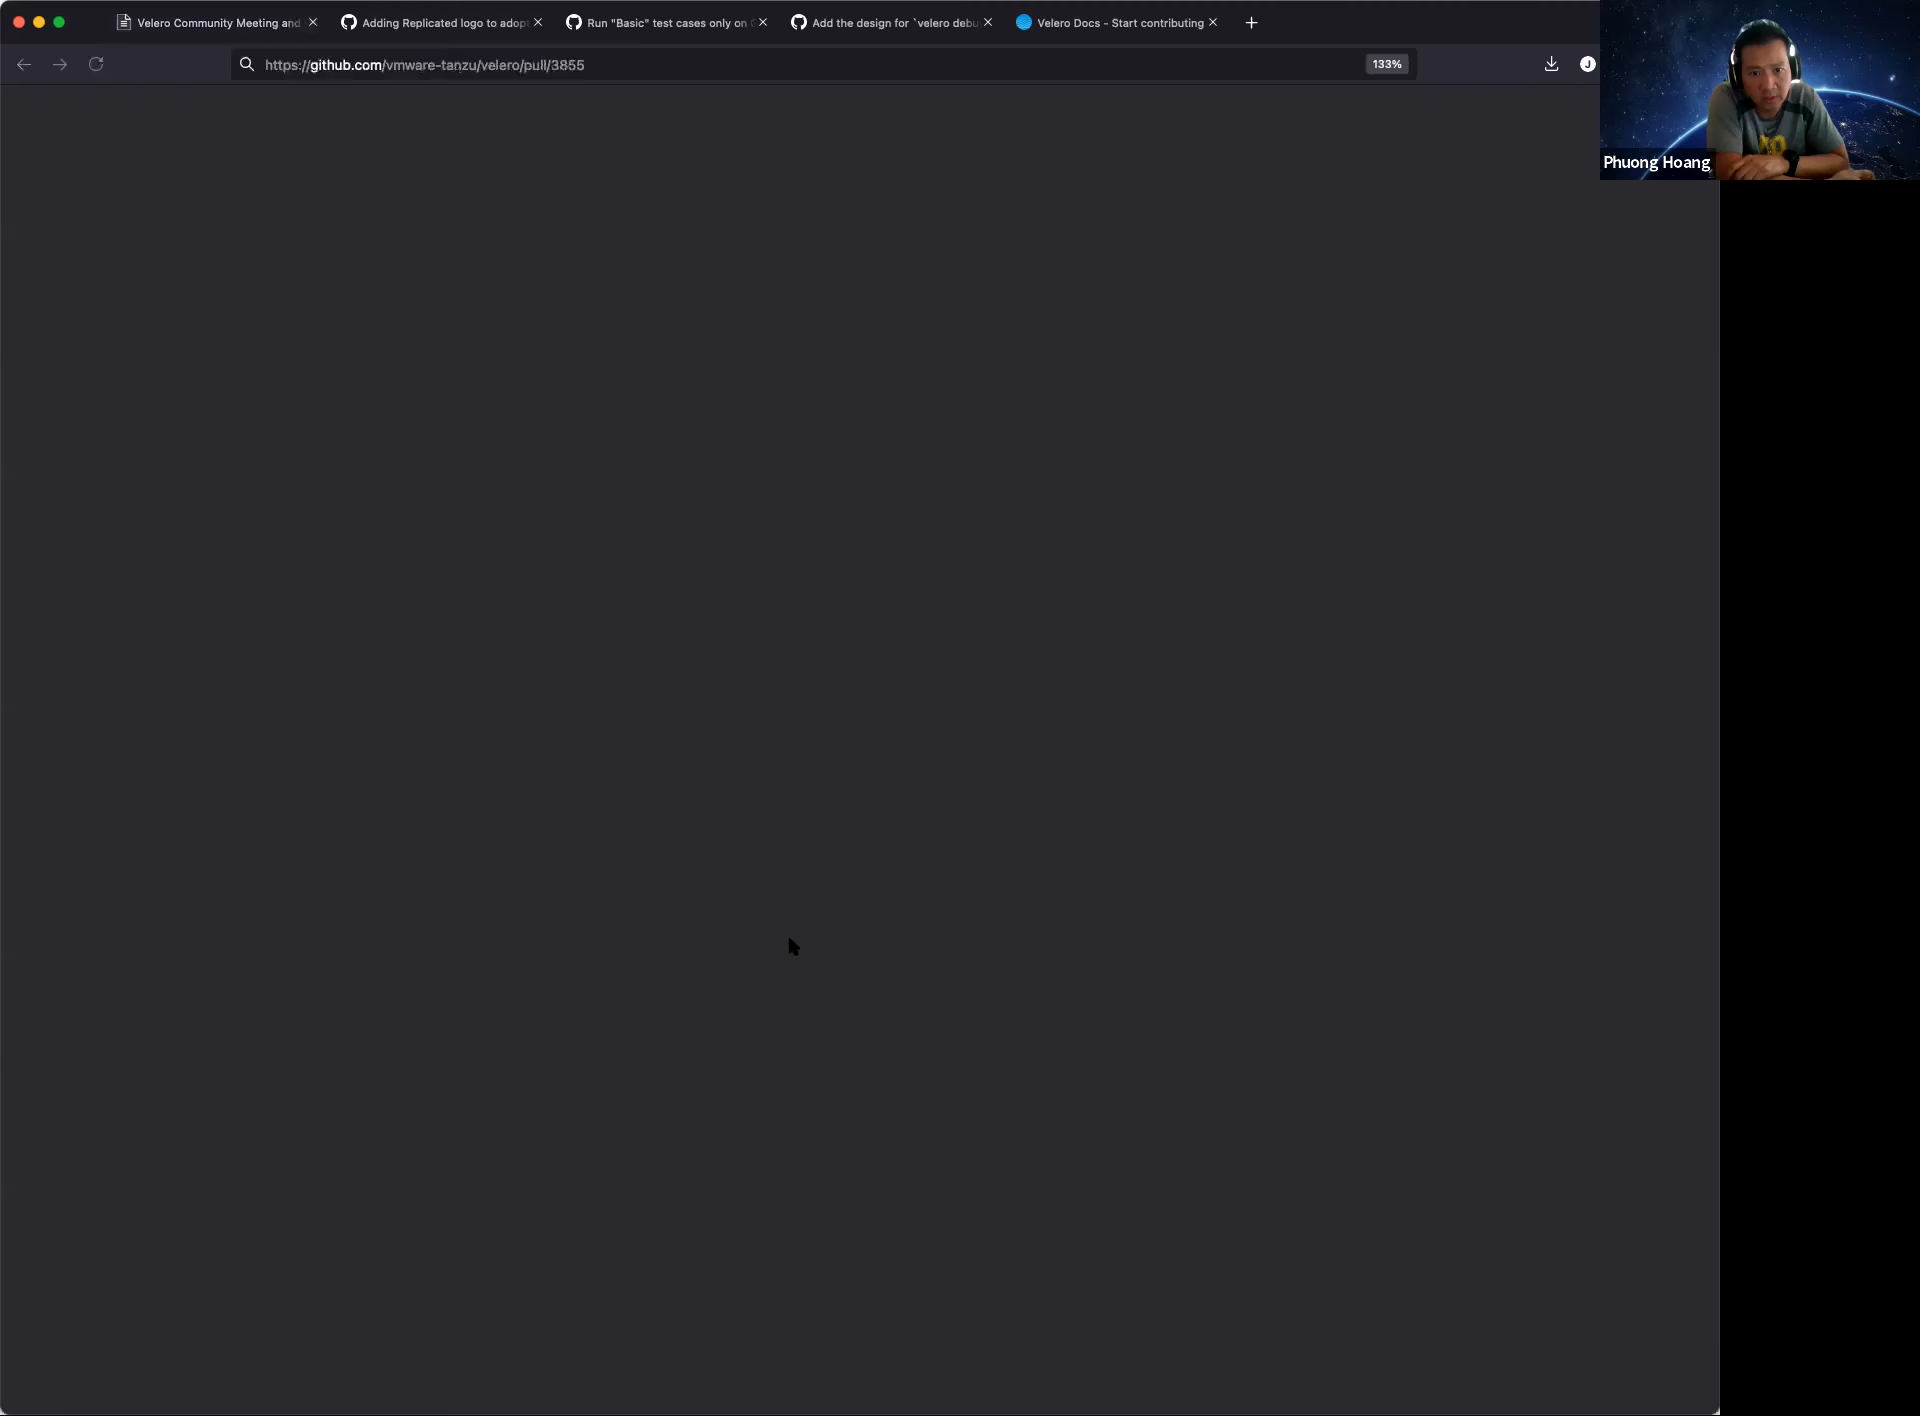 Velero Community Meeting and
Adding Replicated logo to adopt
Run "Basic" test cases only on
Add the design for `velero debu
Velero Docs - Start contributing
https://github.com/vmware-tanzu/velero/pull/3855
133%
J
Phuong Hoang